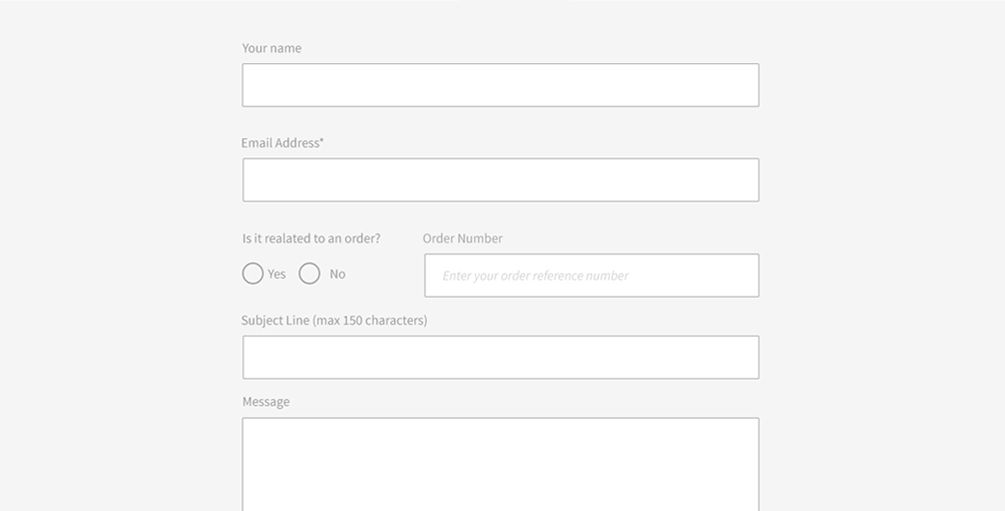 Your name
Email Address*
Is it realated to an order?
Order Number
Yes
No
Enter your order reference number
Subject Line (max 150 characters)
Message